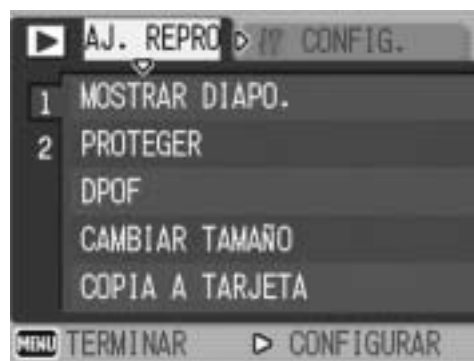 AJ. REPRO CONFIG.
1 MOSTRAR DIAPO.
2 PROTEGER
DPOF
CAMBIAR TAMAÑO
COPIA A TARJETA
MENU TERMINAR CONFIGURAR